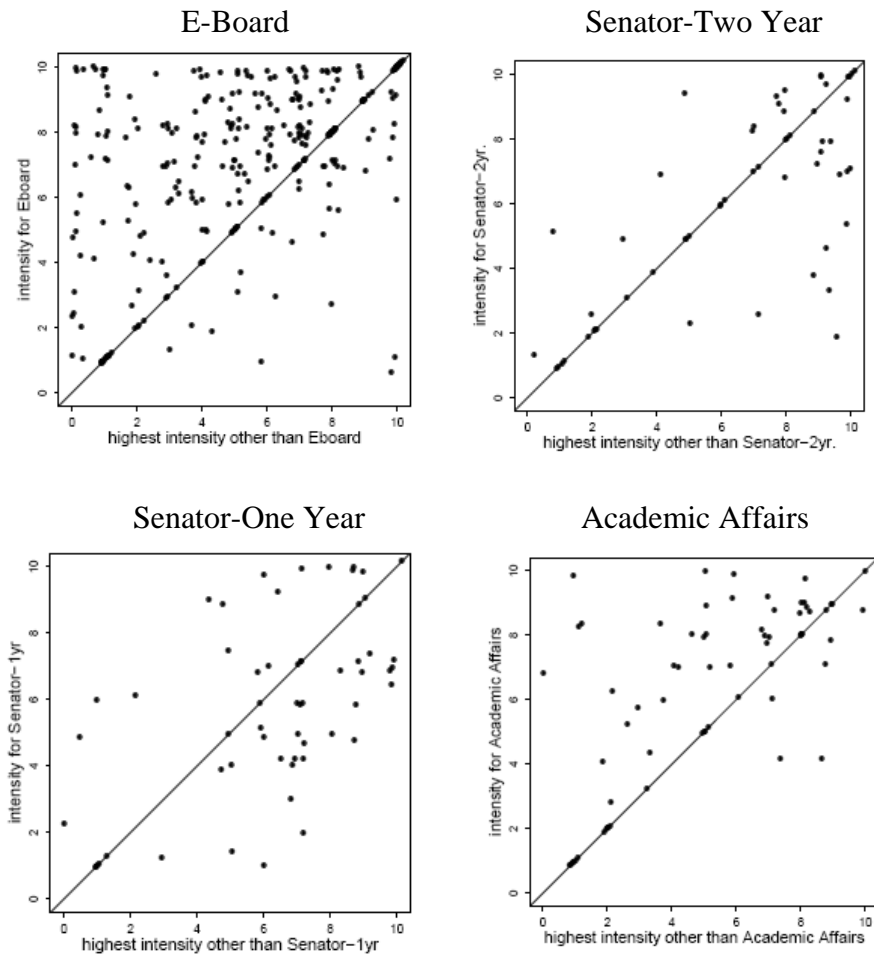 E-Board
10
8
6
4
2
0
intensity for Eboard
0 2 4 6 8 10
highest intensity other than Eboard
Senator-Two Year
10
8
6
4
2
0
intensity for Senator-2yr.
0 2 4 6 8 10
highest intensity other than Senator-2yr.
Senator-One Year
10
8
6
4
2
0
intensity for Senator-1yr
0 2 4 6 8 10
highest intensity other than Senator-1yr
Academic Affairs
10
8
6
4
2
0
intensity for Academic Affairs
0 2 4 6 8 10
highest intensity other than Academic Affairs